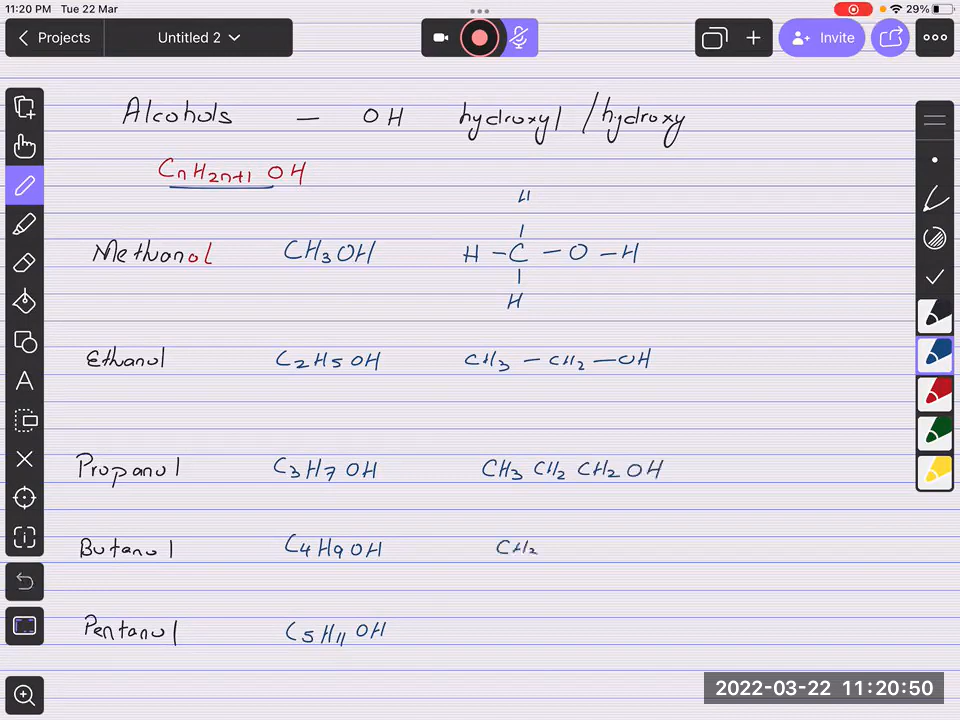 11:20 PM Tue 22 Mar 29%
Projects Untitled 2 Invite
Alcohols — OH hydroxyl / hydroxy
CnH2n+1 OH
H
Methanol CH3OH H – C – O – H
H
Ethanol C2H5OH CH3 – CH2 – OH
Propanol C3H7OH CH3 CH2 CH2 OH
Butanol C4H9OH CH2
Pentanol C5H11OH
2022-03-22 11:20:50